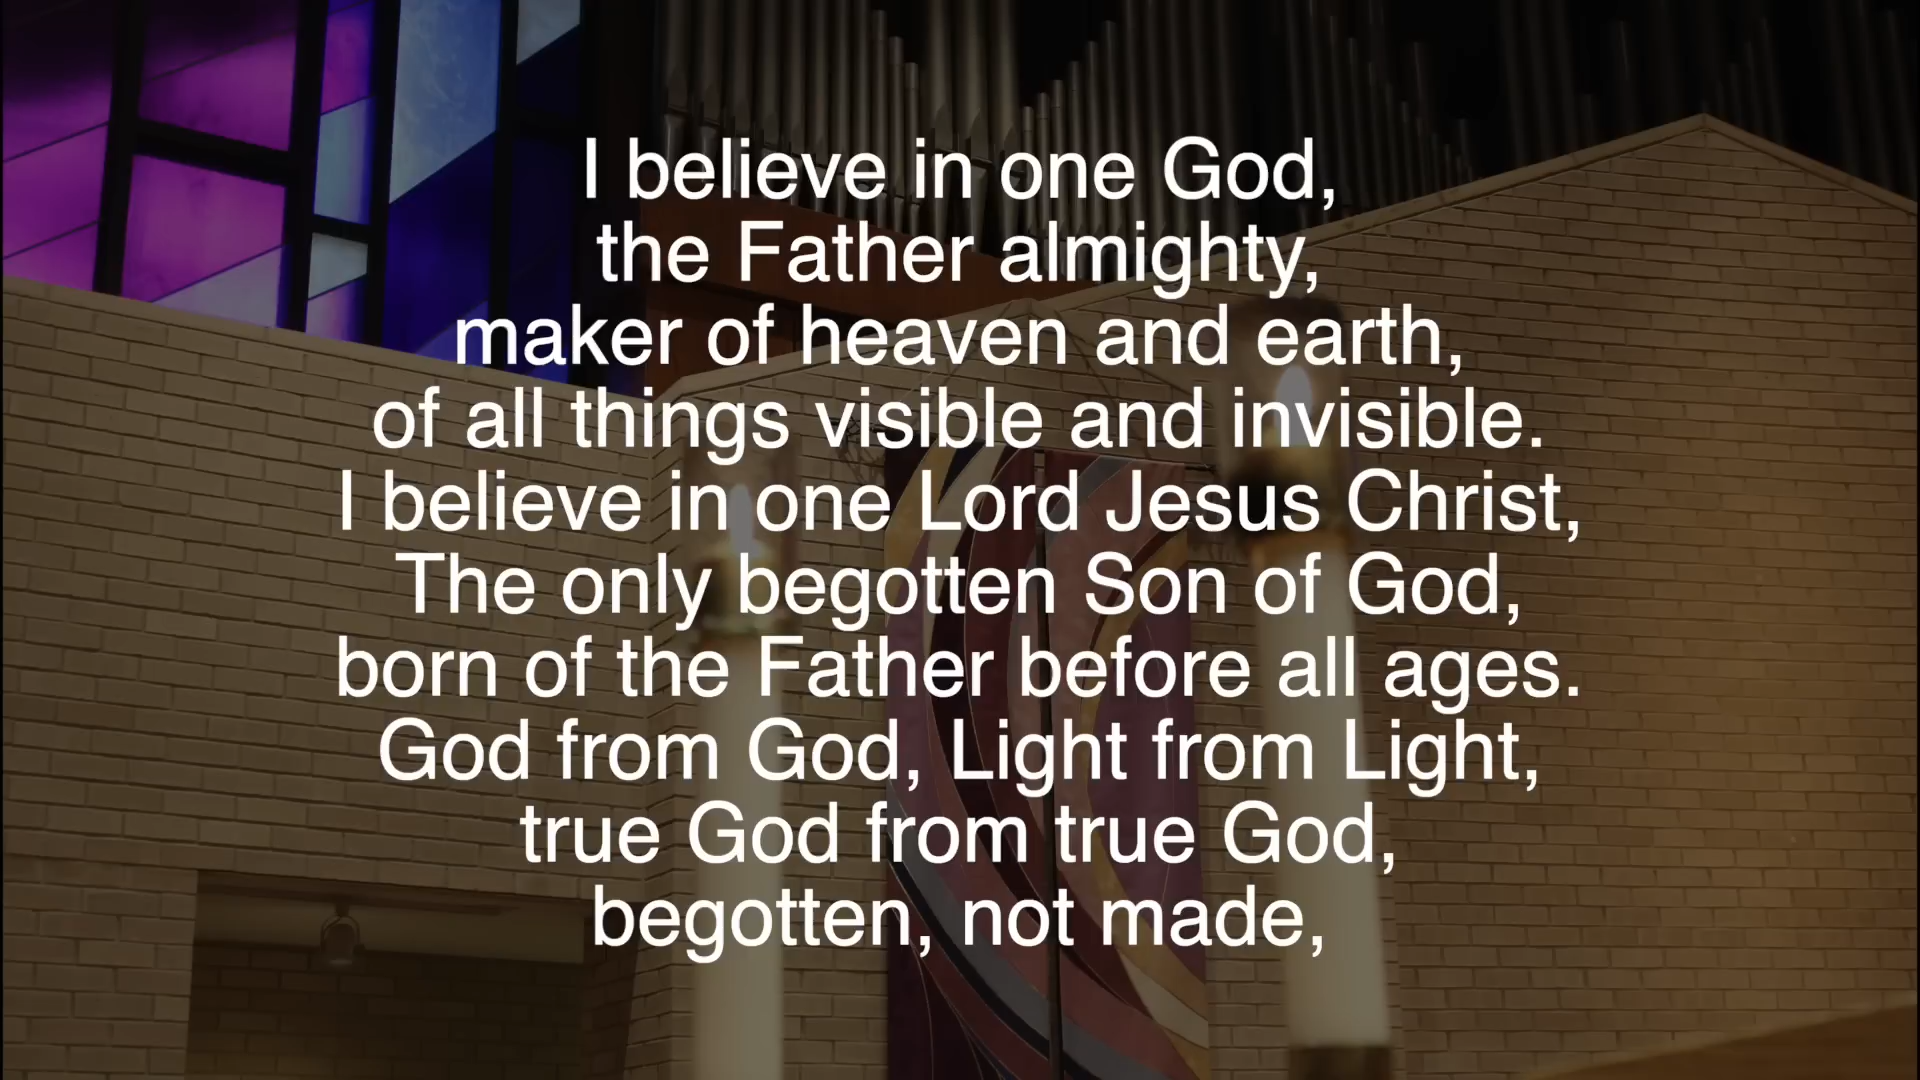 I believe in one God,
the Father almighty,
maker of heaven and earth,
of all things visible and invisible.
I believe in one Lord Jesus Christ,
The only begotten Son of God,
born of the Father before all ages.
God from God, Light from Light,
true God from true God,
begotten, not made,